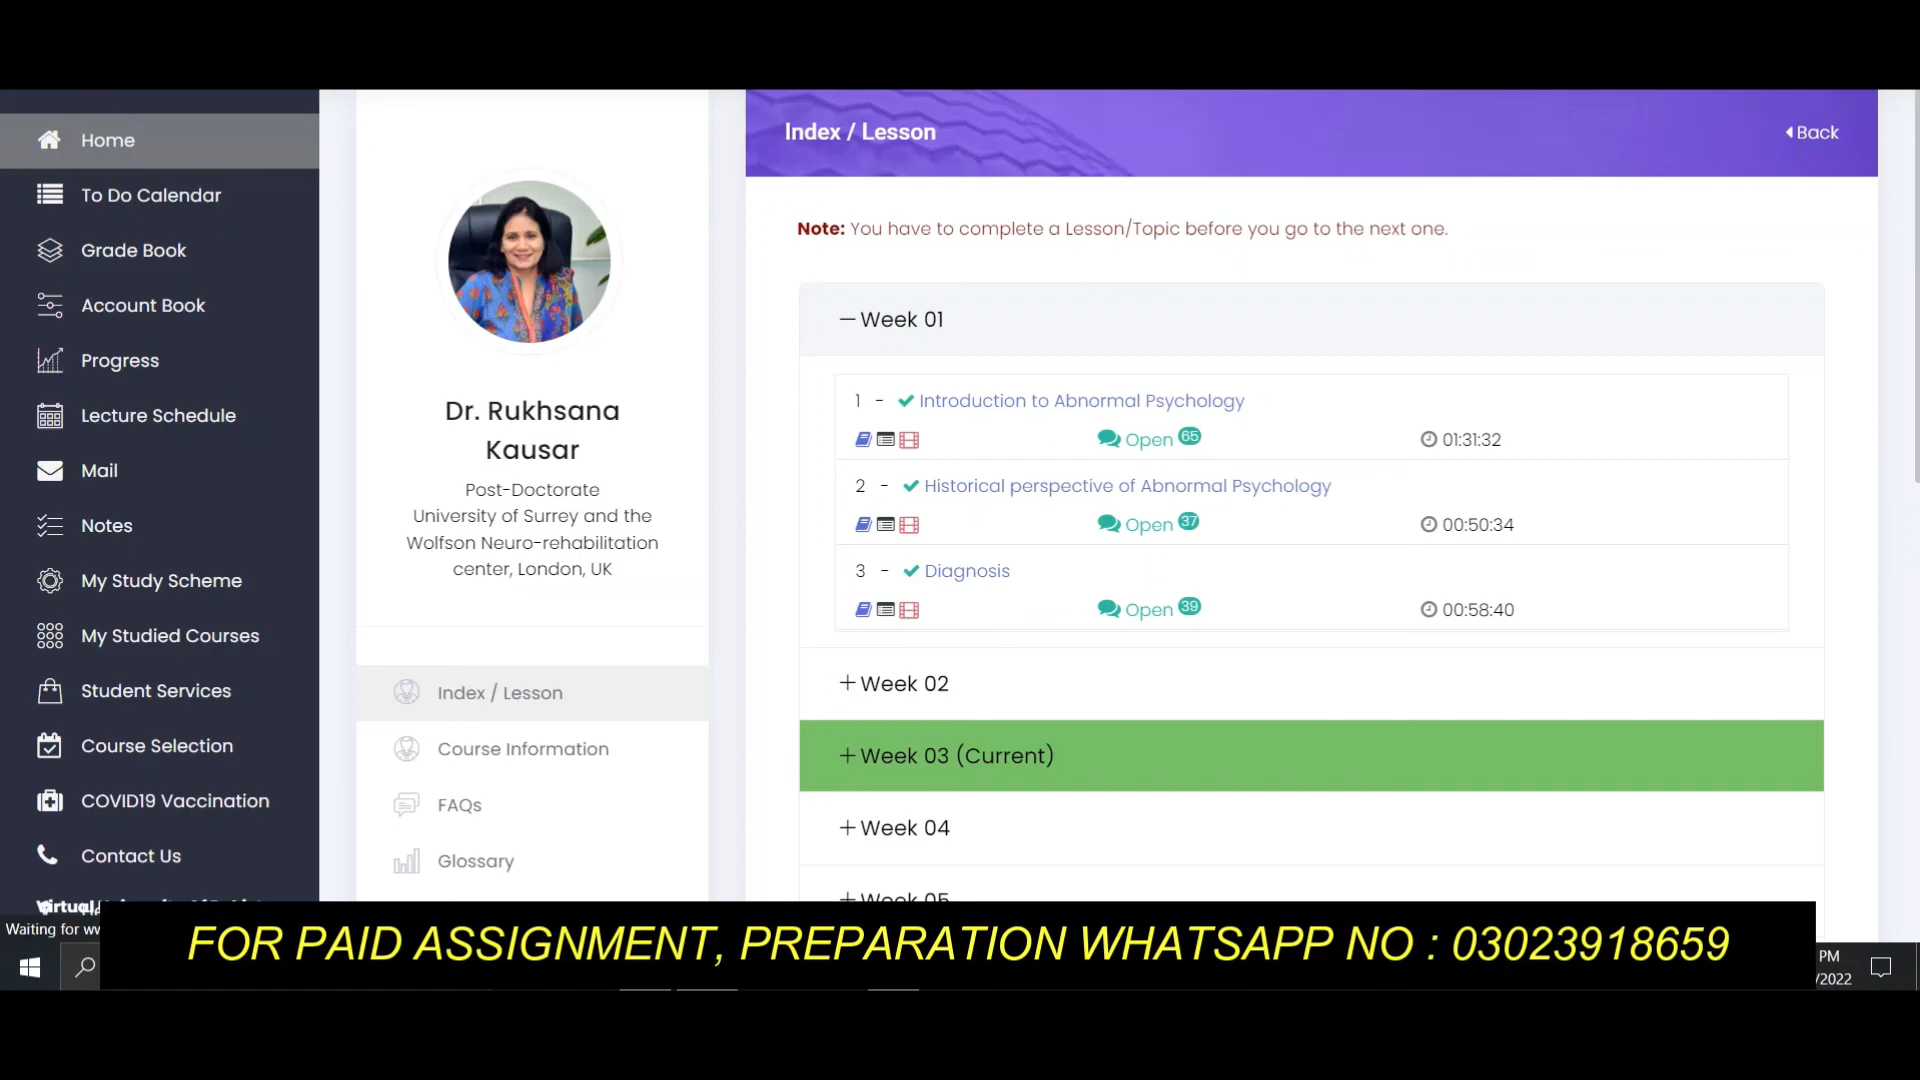 Home
To Do Calendar
Grade Book
Account Book
Progress
Lecture Schedule
Mail
Notes
My Study Scheme
My Studied Courses
Student Services
Course Selection
COVID19 Vaccination
Contact Us
Waiting for
Dr. Rukhsana
Kausar
Post-Doctorate
University of Surrey and the
Wolfson Neuro-rehabilitation
center, London, UK
Index / Lesson
Course Information
FAQs
Glossary
Index / Lesson
Back
Note: You have to complete a Lesson/Topic before you go to the next one.
Week 01
1 - Introduction to Abnormal Psychology
Open 65 01:31:32
2 - Historical perspective of Abnormal Psychology
Open 37 00:50:34
3 - Diagnosis
Open 39 00:58:40
+ Week 02
+ Week 03 (Current)
+ Week 04
+ Week 05
FOR PAID ASSIGNMENT, PREPARATION WHATSAPP NO : 03023918659
PM
/2022